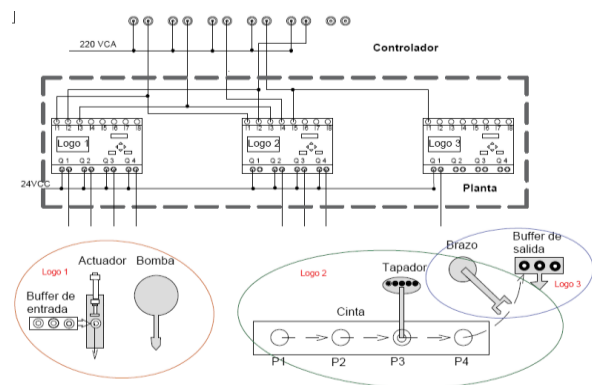 220 VCA
Controlador
I1 I2 I3 I4 I5 I6 I7 I8
I1 I2 I3 I4 I5 I6 I7 I8
I1 I2 I3 I4 I5 I6 I7 I8
Logo 1
Logo 2
Logo 3
Q.1 Q.2 Q.3 Q.4
Q.1 Q.2 Q.3 Q.4
Q.1 Q.2 Q.3 Q.4
24VCC
Planta
Logo 1
Actuador
Bomba
Buffer de
entrada
Logo 2
Tapador
Cinta
P1 P2 P3 P4
Brazo
Buffer de
salida
Logo 3